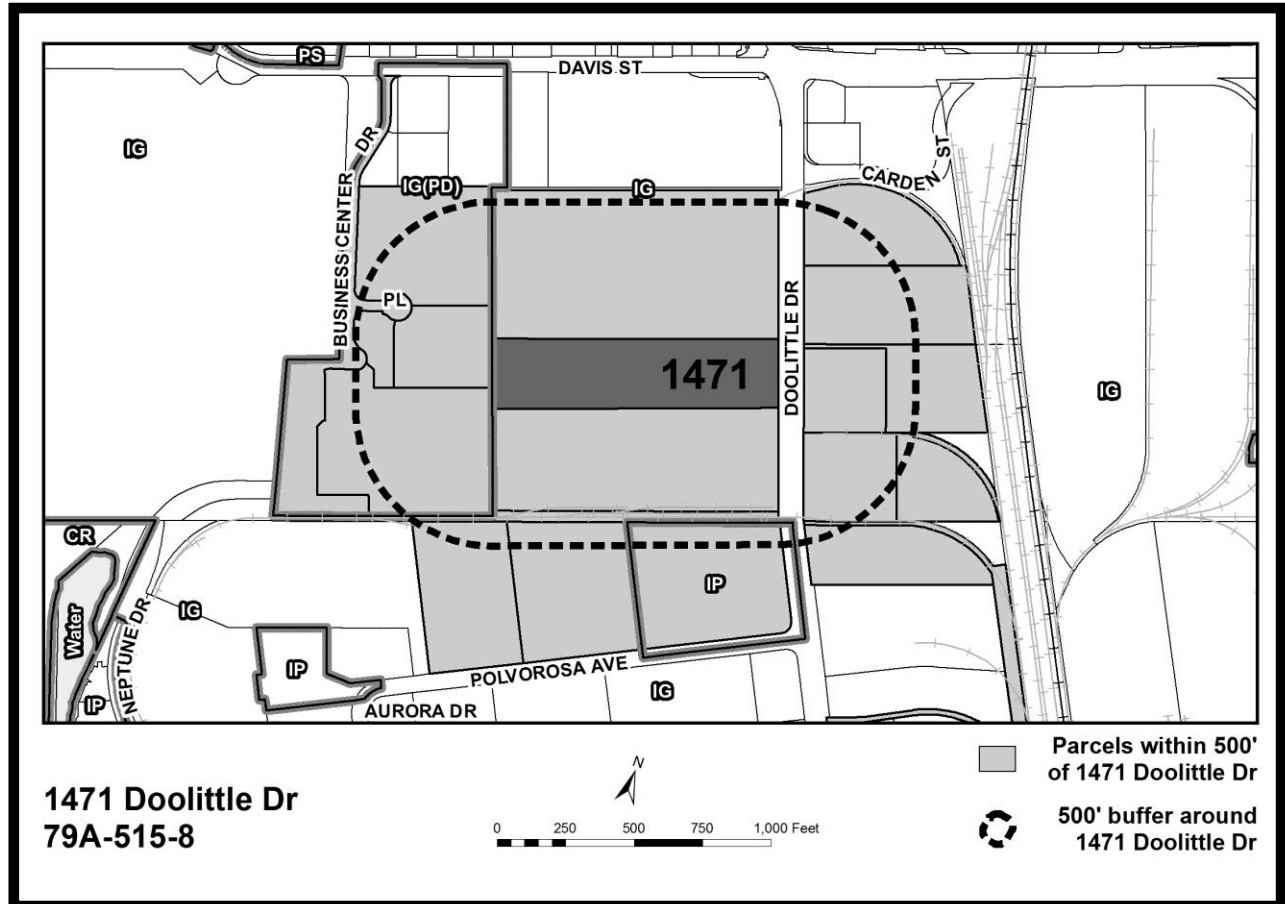 PS
DAVIS ST
IG
BUSINESS CENTER DR
IG(PD)
IG
CARDEN ST
PL
DOOLITTLE DR
1471
IG
CR
Water
NEPTUNE DR
IG
IP
IP
IP
POLVOROSA AVE
IG
AURORA DR
1471 Doolittle Dr
79A-515-8
N
0 250 500 750 1,000 Feet
Parcels within 500'
of 1471 Doolittle Dr
500' buffer around
1471 Doolittle Dr